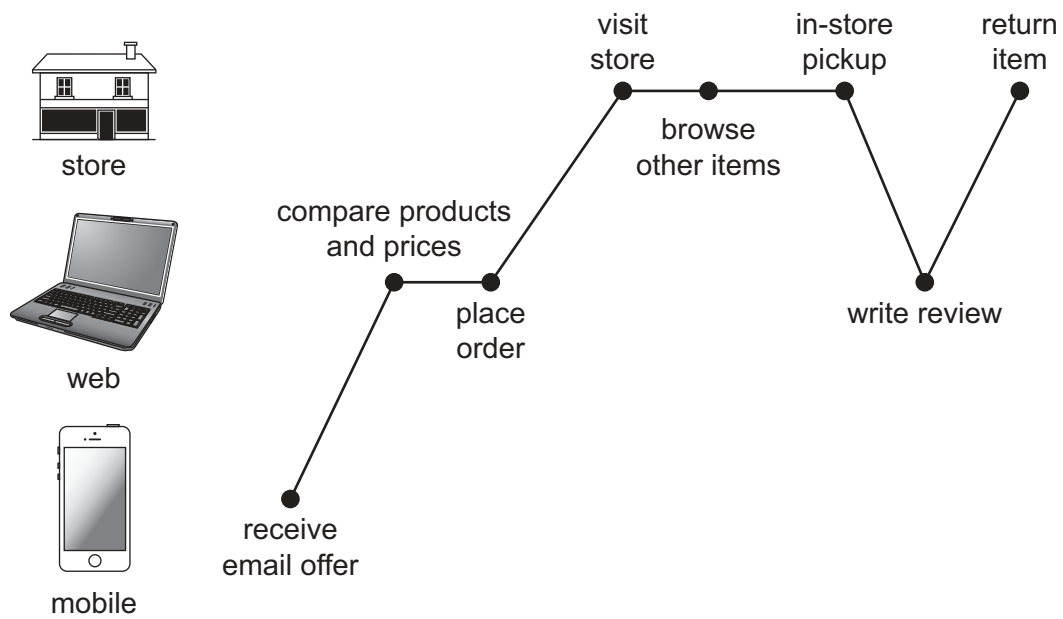 visit
store
in-store
pickup
return
item
browse
other items
store
compare products
and prices
place
order
write review
web
receive
email offer
mobile